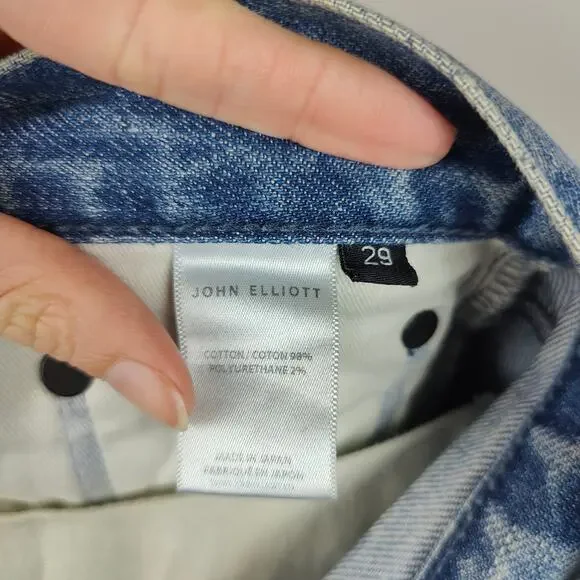 29
JOHN ELLIOTT
COTTON / COTON 98%
POLYURETHANE 2%
MADE IN JAPAN
FABRIQUÉ EN JAPON